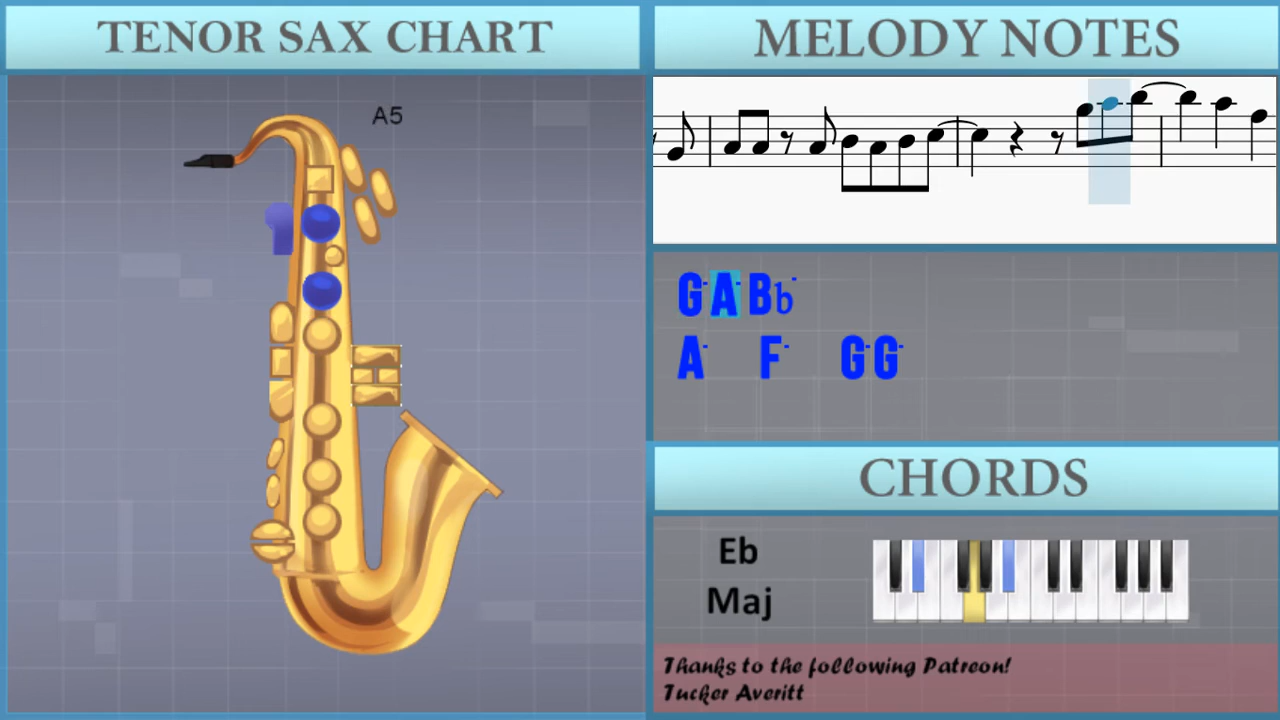 TENOR SAX CHART
A5
MELODY NOTES
G- A- Bb-
A- F- G- G-
CHORDS
Eb
Maj
Thanks to the following Patreon!
Tucker Averitt